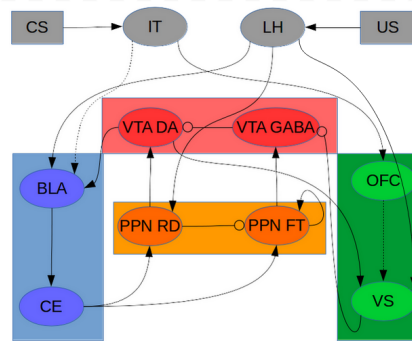 CS
IT
LH
US
VTA DA
VTA GABA
BLA
OFC
PPN RD
PPN FT
CE
VS